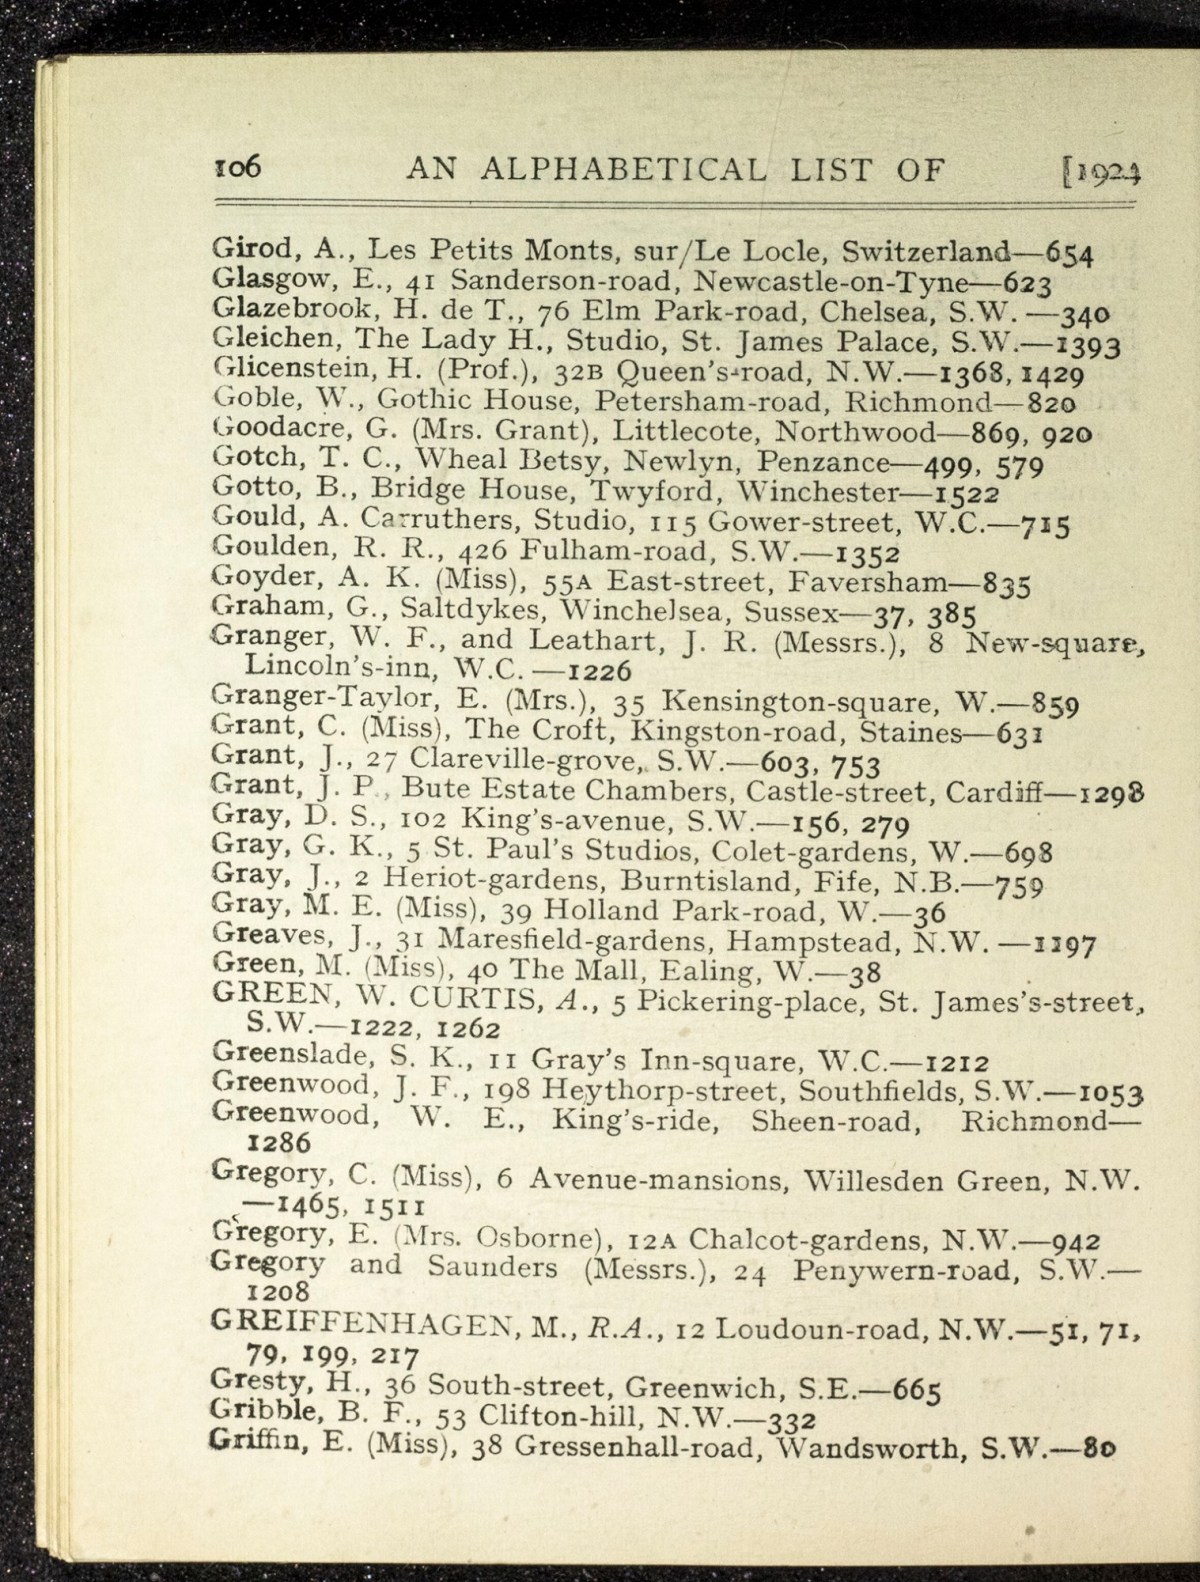 106 AN ALPHABETICAL LIST OF [1924
Girod, A., Les Petits Monts, sur/Le Locle, Switzerland—654
Glasgow, E., 41 Sanderson-road, Newcastle-on-Tyne—623
Glazebrook, H. de T., 76 Elm Park-road, Chelsea, S.W.—340
Gleichen, The Lady H., Studio, St. James Palace, S.W.—1393
Glicenstein, H. (Prof.), 32B Queen's-road, N.W.—1368, 1429
Goble, W., Gothic House, Petersham-road, Richmond—820
Goodacre, G. (Mrs. Grant), Littlecote, Northwood—869, 920
Gotch, T. C., Wheal Betsy, Newlyn, Penzance—499, 579
Gotto, B., Bridge House, Twyford, Winchester—1522
Gould, A. Carruthers, Studio, 115 Gower-street, W.C.—715
Goulden, R. R., 426 Fulham-road, S.W.—1352
Goyder, A. K. (Miss), 55A East-street, Faversham—835
Graham, G., Saltdykes, Winchelsea, Sussex—37, 385
Granger, W. F., and Leathart, J. R. (Messrs.), 8 New-square,
Lincoln's-inn, W.C.—1226
Granger-Taylor, E. (Mrs.), 35 Kensington-square, W.—859
Grant, C. (Miss), The Croft, Kingston-road, Staines—631
Grant, J., 27 Clareville-grove, S.W.—603, 753
Grant, J. P., Bute Estate Chambers, Castle-street, Cardiff—1298
Gray, D. S., 102 King's-avenue, S.W.—156, 279
Gray, G. K., 5 St. Paul's Studios, Colet-gardens, W.—698
Gray, J., 2 Heriot-gardens, Burntisland, Fife, N.B.—759
Gray, M. E. (Miss), 39 Holland Park-road, W.—36
Greaves, J., 31 Maresfield-gardens, Hampstead, N.W.—1197
Green, M. (Miss), 40 The Mall, Ealing, W.—38
GREEN, W. CURTIS, A., 5 Pickering-place, St. James's-street,
S.W.—1222, 1262
Greenslade, S. K., 11 Gray's Inn-square, W.C.—1212
Greenwood, J. F., 198 Heythorp-street, Southfields, S.W.—1053
Greenwood, W. E., King's-ride, Sheen-road, Richmond—
1286
Gregory, C. (Miss), 6 Avenue-mansions, Willesden Green, N.W.
—1465, 1511
Gregory, E. (Mrs. Osborne), 12A Chalcot-gardens, N.W.—942
Gregory and Saunders (Messrs.), 24 Penywern-road, S.W.—
1208
GREIFFENHAGEN, M., R.A., 12 Loudoun-road, N.W.—51, 71,
79, 199, 217
Gresty, H., 36 South-street, Greenwich, S.E.—665
Gribble, B. F., 53 Clifton-hill, N.W.—332
Griffin, E. (Miss), 38 Gressenhall-road, Wandsworth, S.W.—80